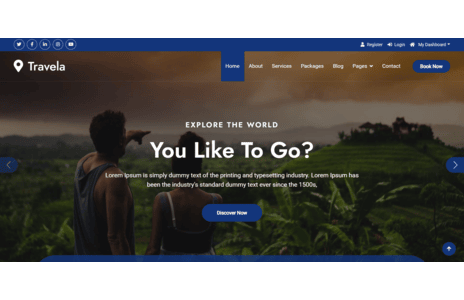 Register Login My Dashboard
Travela
Home About Services Packages Blog Pages Contact Book Now
EXPLORE THE WORLD
You Like To Go?
Lorem Ipsum is simply dummy text of the printing and typesetting industry. Lorem Ipsum has
been the industry's standard dummy text ever since the 1500s,
Discover Now